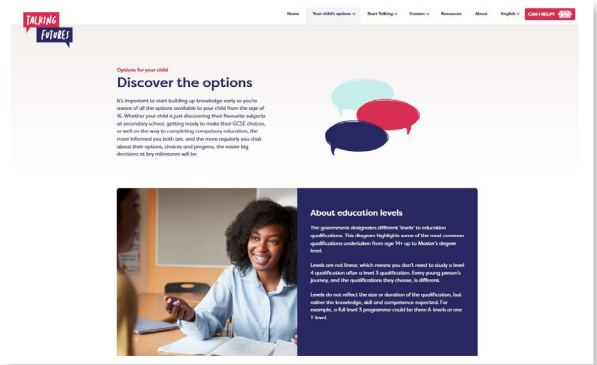 TALKING
FUTURES
Home Your child's options Start Talking Careers Resources About English CAN I HELP?
Options for your child
Discover the options
It's important to start building up knowledge early so you're
aware of all the options available to your child from the age of
16. Whether your child is just discovering their favourite subjects
at secondary school, getting ready to make their GCSE choices,
or well on the way to completing compulsory education, the
more informed you both are, and the more regularly you chat
about their options, choices and progress, the easier big
decisions at key milestones will be.
About education levels
The government designates different 'levels' to education
qualifications. This diagram highlights some of the most common
qualifications undertaken from age 14+ up to Master's degree
level.
Levels are not linear, which means you don't need to study a level
4 qualification after a level 3 qualification. Every young person's
journey, and the qualifications they choose, is different.
Levels do not reflect the size or duration of the qualification, but
rather the knowledge, skill and competence expected. For
example, a full level 3 programme could be three A-levels or one
T-level.